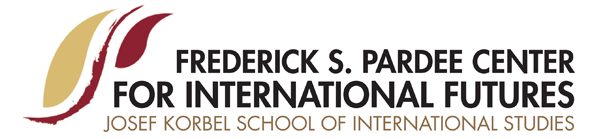 FREDERICK S. PARDEE CENTER
FOR INTERNATIONAL FUTURES
JOSEF KORBEL SCHOOL OF INTERNATIONAL STUDIES